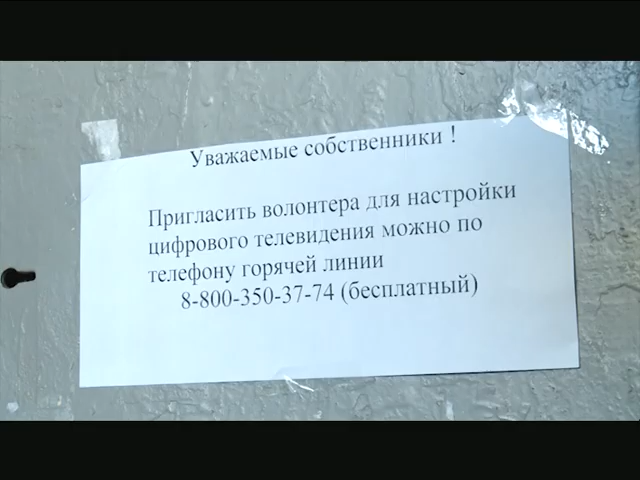 Уважаемые собственники !
Пригласить волонтера для настройки
цифрового телевидения можно по
телефону горячей линии
8-800-350-37-74 (бесплатный)